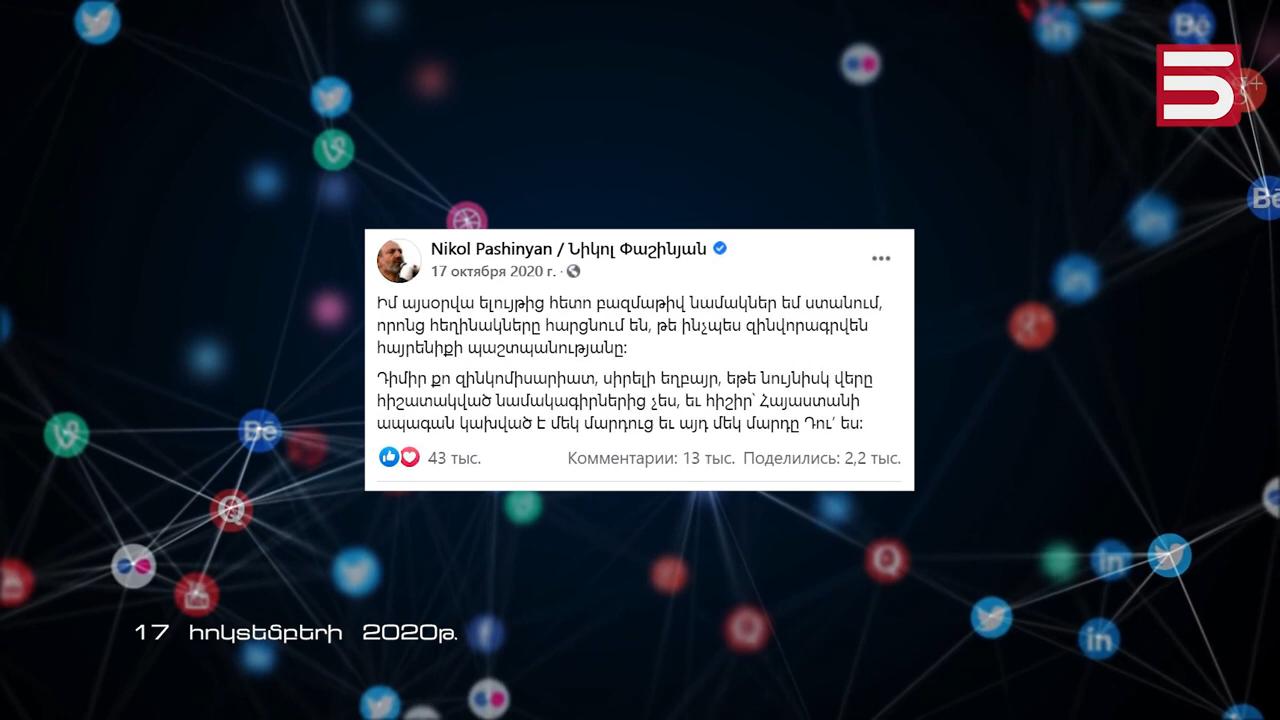 Nikol Pashinyan / Նիկոլ Փաշինյան
17 октября 2020 г. ·
Իմ այսօրվա ելույթից հետո բազմաթիվ նամակներ եմ ստանում,
որոնց հեղինակները հարցնում են, թե ինչպես զինվորագրվեն
հայրենիքի պաշտպանությանը:
Դիմիր քո զինկոմիսարիատ, սիրելի եղբայր, եթե նույնիսկ վերը
հիշատակված նամակագիրներից չես, եւ հիշիր՝ Հայաստանի
ապագան կախված է մեկ մարդուց եւ այդ մեկ մարդը Դու՛ ես:
43 тыс. Комментарии: 13 тыс. Поделились: 2,2 тыс.
17 հոկտեմբերի 2020թ.